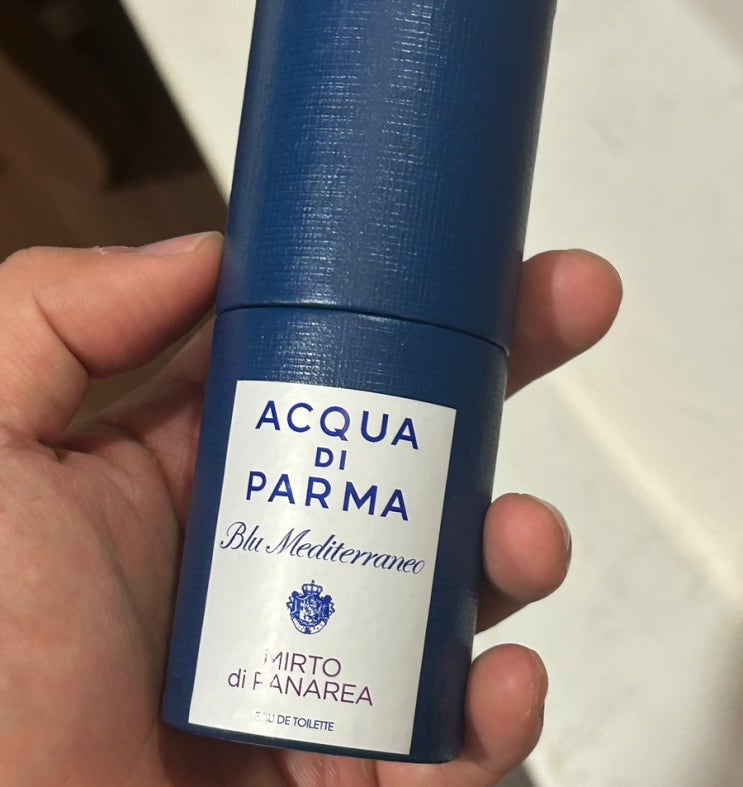 ACQUA
DI
PARMA
Blu Mediterraneo
MIRTO
di PANAREA
EAU DE TOILETTE